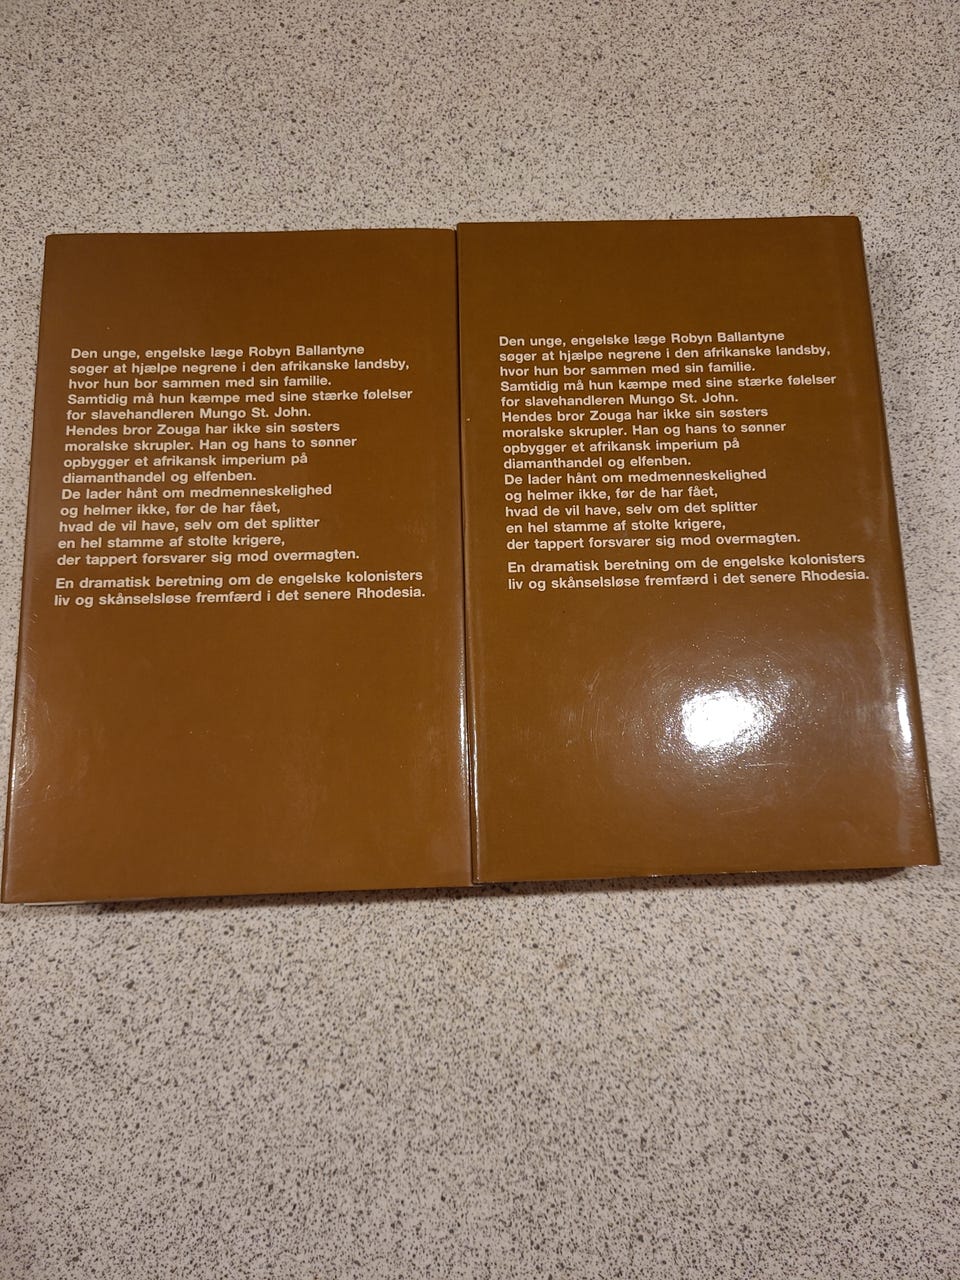 Den unge, engelske læge Robyn Ballantyne
søger at hjælpe negrene i den afrikanske landsby,
hvor hun bor sammen med sin familie.
Samtidig må hun kæmpe med sine stærke følelser
for slavehandleren Mungo St. John.
Hendes bror Zouga har ikke sin søsters
moralske skrupler. Han og hans to sønner
opbygger et afrikansk imperium på
diamanthandel og elfenben.
De lader hånt om medmenneskelighed
og helmer ikke, før de har fået,
hvad de vil have, selv om det splitter
en hel stamme af stolte krigere,
der tappert forsvarer sig mod overmagten.
En dramatisk beretning om de engelske kolonisters
liv og skånselsløse fremfærd i det senere Rhodesia.
Den unge, engelske læge Robyn Ballantyne
søger at hjælpe negrene i den afrikanske landsby,
hvor hun bor sammen med sin familie.
Samtidig må hun kæmpe med sine stærke følelser
for slavehandleren Mungo St. John.
Hendes bror Zouga har ikke sin søsters
moralske skrupler. Han og hans to sønner
opbygger et afrikansk imperium på
diamanthandel og elfenben.
De lader hånt om medmenneskelighed
og helmer ikke, før de har fået,
hvad de vil have, selv om det splitter
en hel stamme af stolte krigere,
der tappert forsvarer sig mod overmagten.
En dramatisk beretning om de engelske kolonisters
liv og skånselsløse fremfærd i det senere Rhodesia.